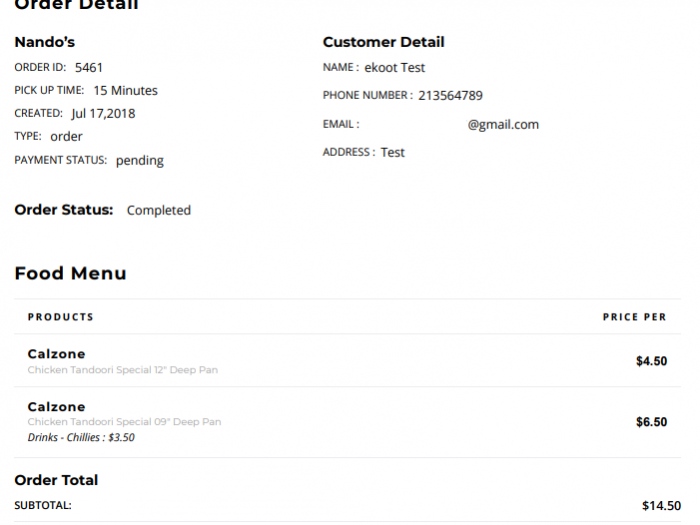 Order Detail
Nando's
ORDER ID: 5461
PICK UP TIME: 15 Minutes
CREATED: Jul 17,2018
TYPE: order
PAYMENT STATUS: pending
Customer Detail
NAME : ekoot Test
PHONE NUMBER : 213564789
EMAIL : @gmail.com
ADDRESS : Test
Order Status: Completed
Food Menu
PRODUCTS PRICE PER
Calzone
Chicken Tandoori Special 12" Deep Pan
$4.50
Calzone
Chicken Tandoori Special 09" Deep Pan
Drinks - Chillies : $3.50
$6.50
Order Total
SUBTOTAL: $14.50